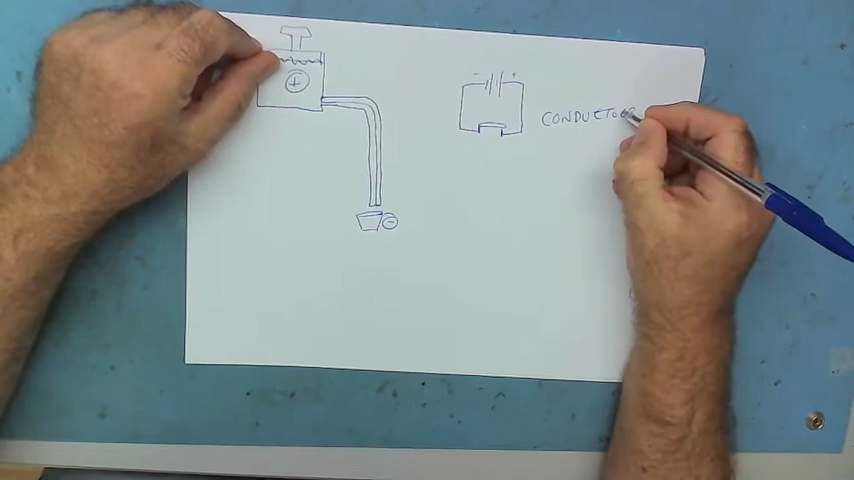 +
- +
CONDUCTOR
-